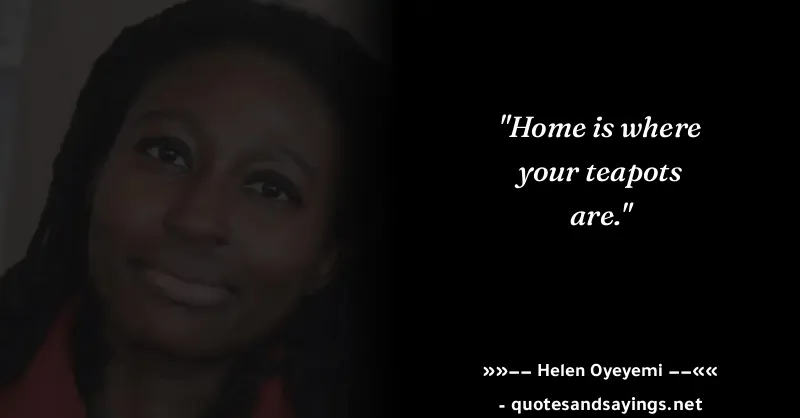 "Home is where
your teapots
are."
»»−− Helen Oyeyemi −−««
- quotesandsayings.net